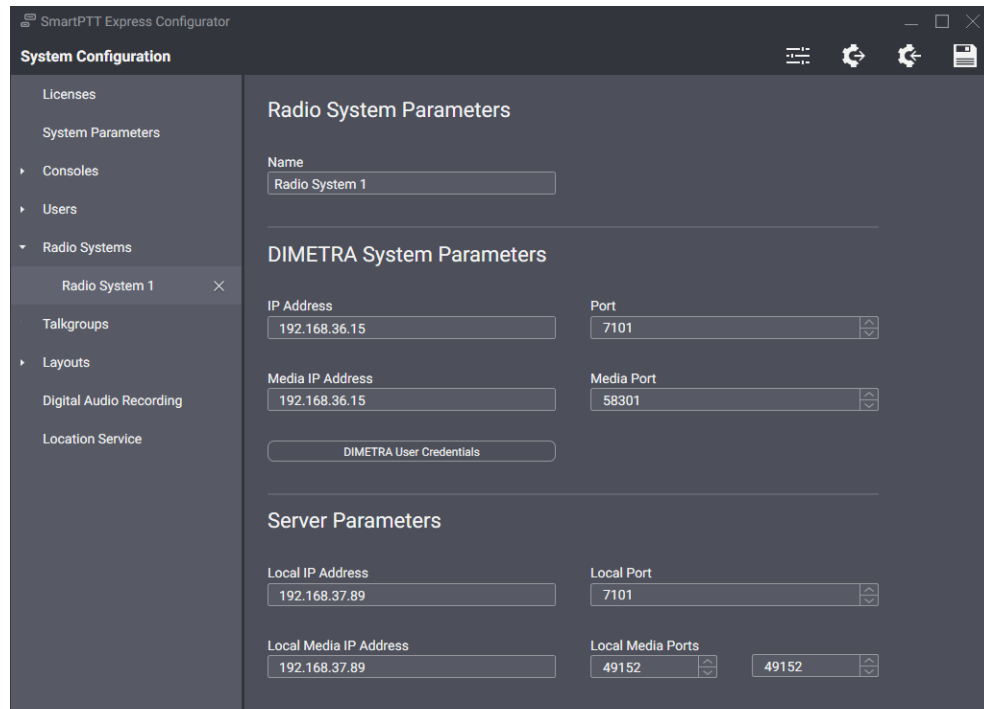 SmartPTT Express Configurator
System Configuration
Licenses
System Parameters
Consoles
Users
Radio Systems
Radio System 1
Talkgroups
Layouts
Digital Audio Recording
Location Service
Radio System Parameters
Name
Radio System 1
DIMETRA System Parameters
IP Address Port
192.168.36.15 7101
Media IP Address Media Port
192.168.36.15 58301
DIMETRA User Credentials
Server Parameters
Local IP Address Local Port
192.168.37.89 7101
Local Media IP Address Local Media Ports
192.168.37.89 49152 49152